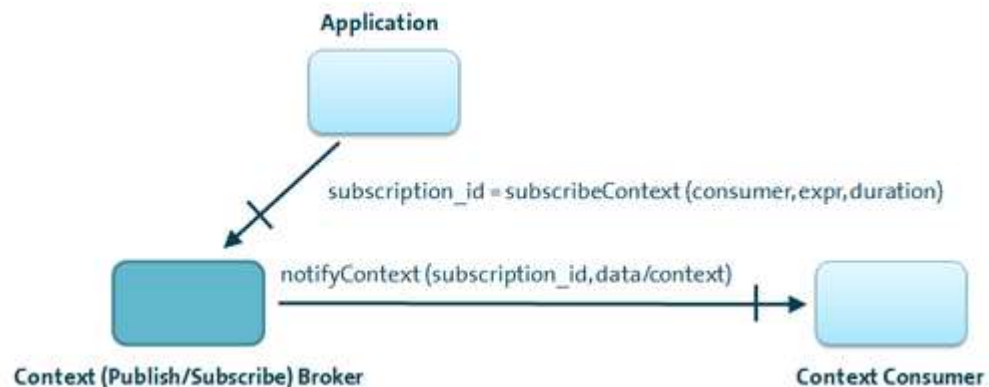 Application
subscription_id = subscribeContext (consumer, expr, duration)
notifyContext (subscription_id, data/context)
Context (Publish/Subscribe) Broker
Context Consumer